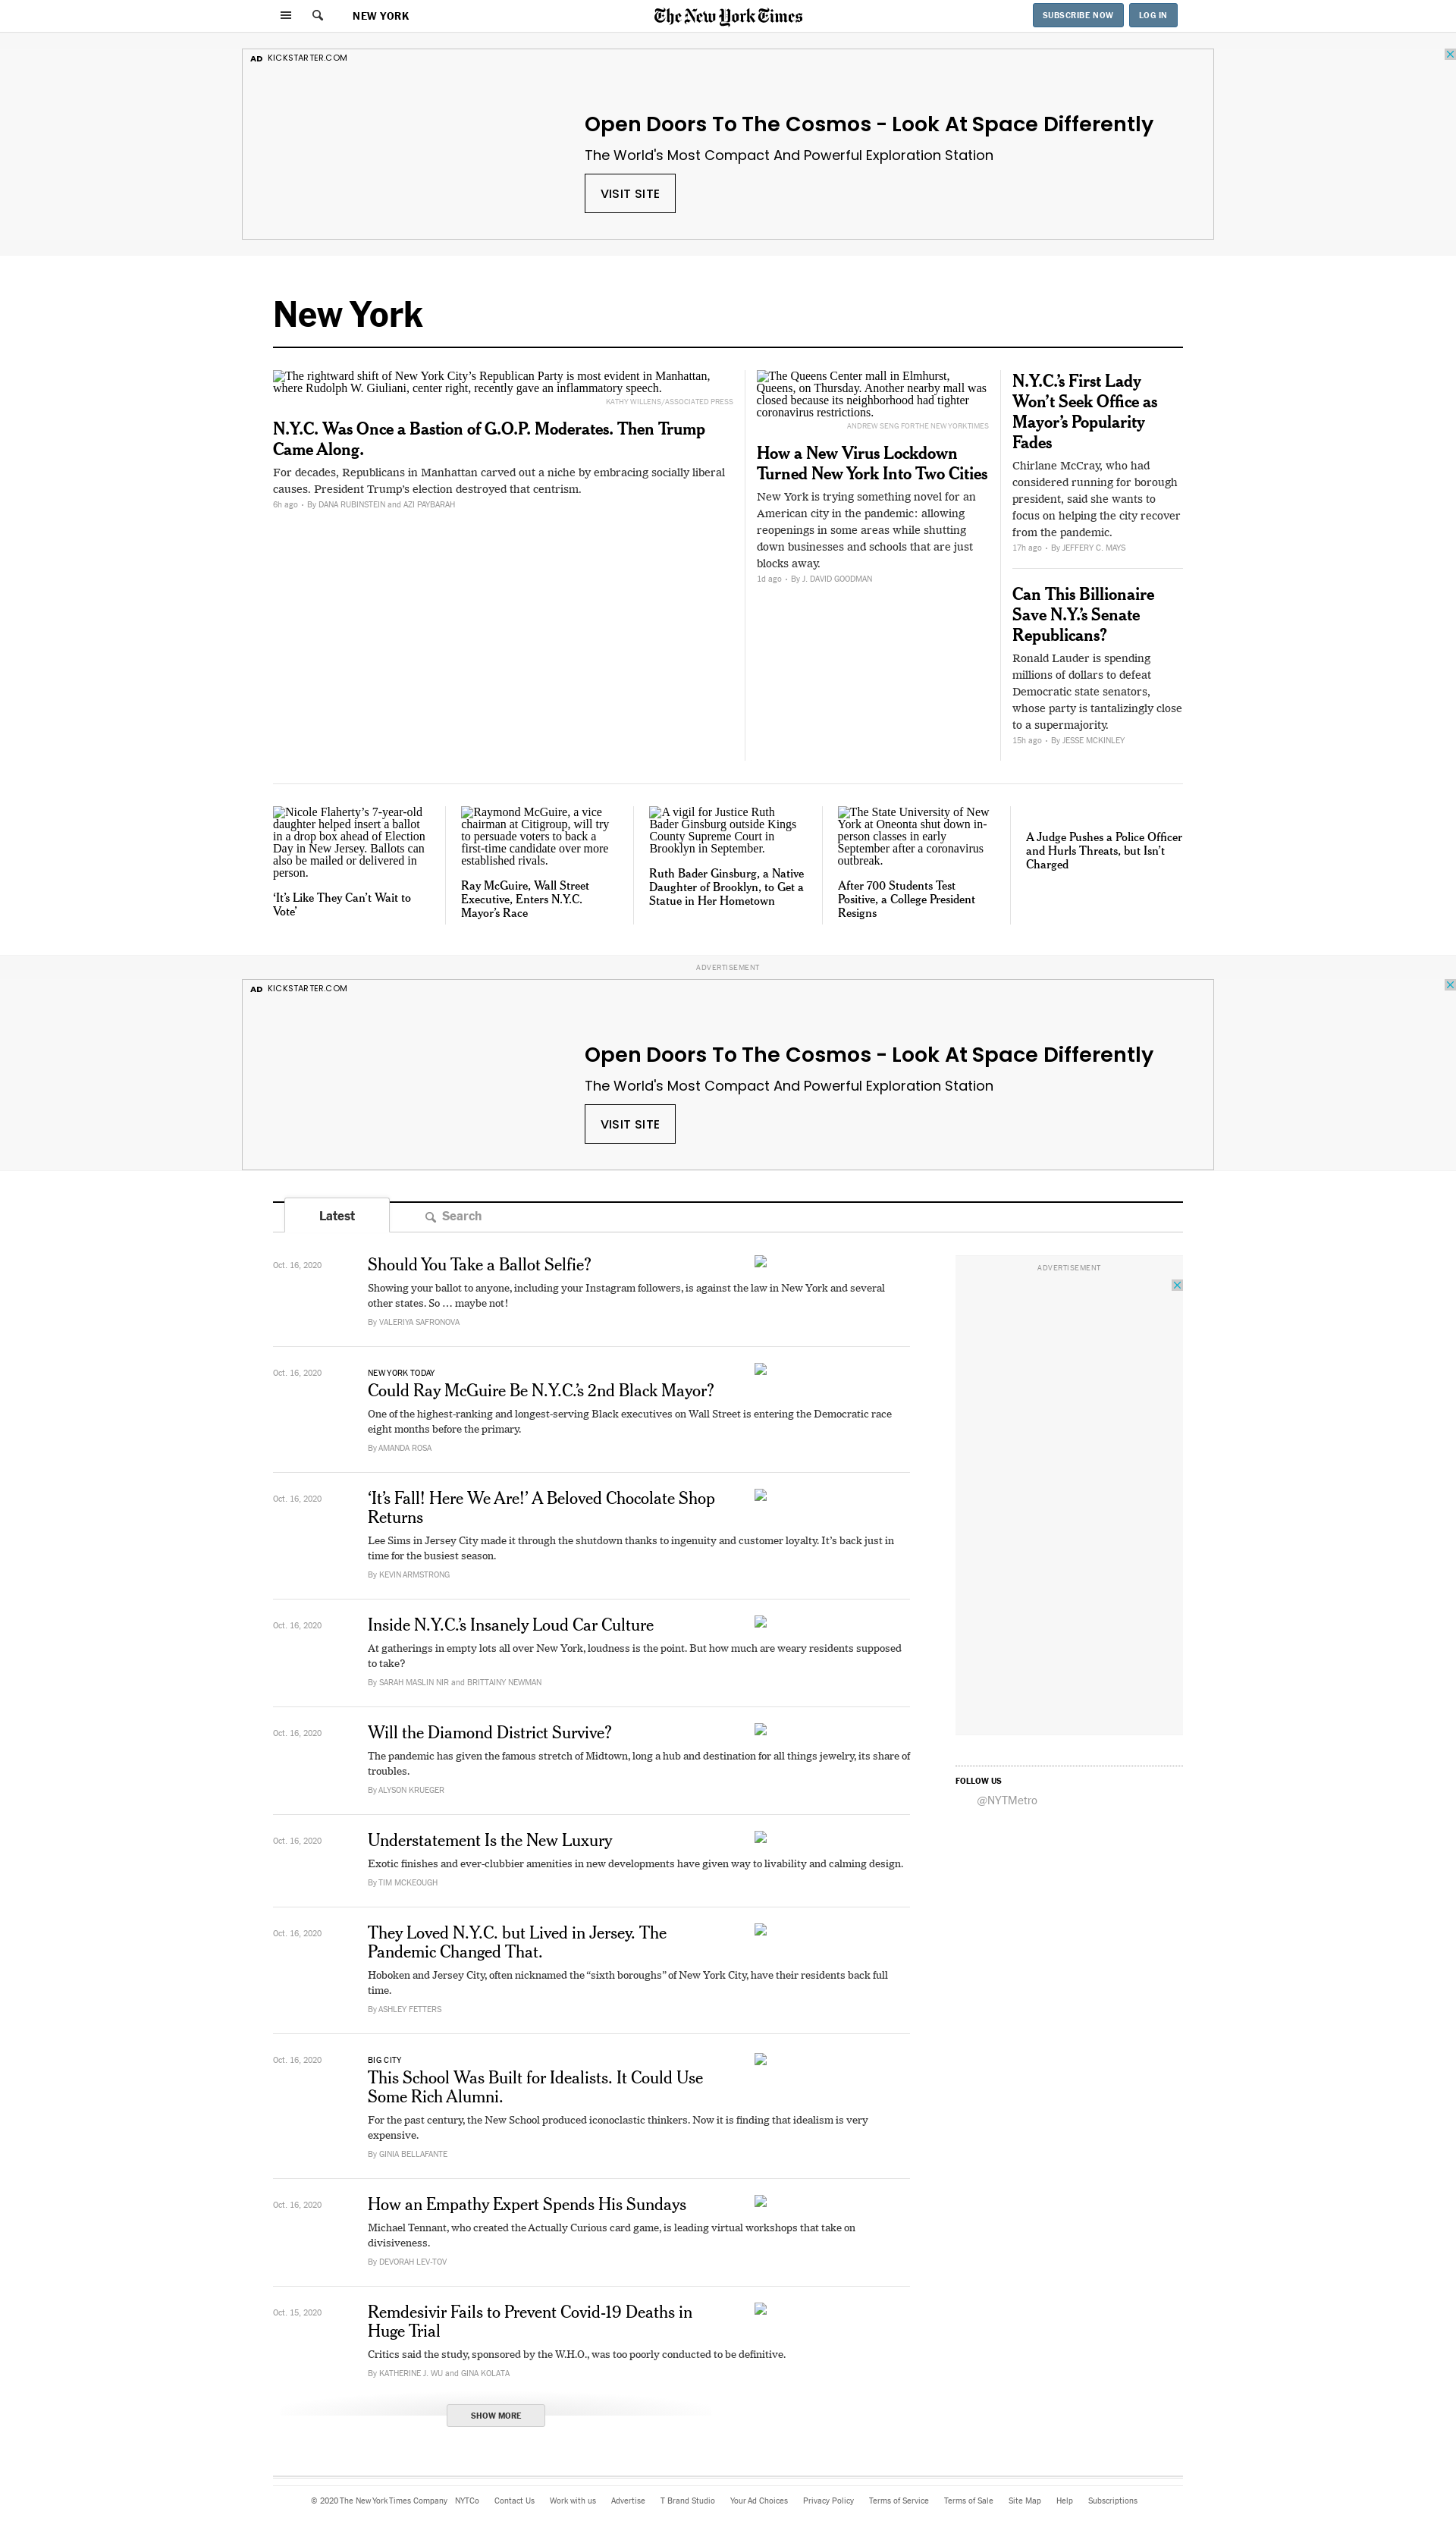 NEW YORK
The New York Times
SUBSCRIBE NOW
LOG IN
AD KICKSTARTER.COM
Open Doors To The Cosmos - Look At Space Differently
The World's Most Compact And Powerful Exploration Station
VISIT SITE
New York
The rightward shift of New York City’s Republican Party is most evident in Manhattan,
where Rudolph W. Giuliani, center right, recently gave an inflammatory speech.
KATHY WILLENS/ASSOCIATED PRESS
N.Y.C. Was Once a Bastion of G.O.P. Moderates. Then Trump
Came Along.
For decades, Republicans in Manhattan carved out a niche by embracing socially liberal
causes. President Trump’s election destroyed that centrism.
6h ago • By DANA RUBINSTEIN and AZI PAYBARAH
The Queens Center mall in Elmhurst,
Queens, on Thursday. Another nearby mall was
closed because its neighborhood had tighter
coronavirus restrictions.
ANDREW SENG FOR THE NEW YORK TIMES
How a New Virus Lockdown
Turned New York Into Two Cities
New York is trying something novel for an
American city in the pandemic: allowing
reopenings in some areas while shutting
down businesses and schools that are just
blocks away.
1d ago • By J. DAVID GOODMAN
N.Y.C.’s First Lady
Won’t Seek Office as
Mayor’s Popularity
Fades
Chirlane McCray, who had
considered running for borough
president, said she wants to
focus on helping the city recover
from the pandemic.
17h ago • By JEFFERY C. MAYS
Can This Billionaire
Save N.Y.’s Senate
Republicans?
Ronald Lauder is spending
millions of dollars to defeat
Democratic state senators,
whose party is tantalizingly close
to a supermajority.
15h ago • By JESSE MCKINLEY
Nicole Flaherty’s 7-year-old
daughter helped insert a ballot
in a drop box ahead of Election
Day in New Jersey. Ballots can
also be mailed or delivered in
person.
‘It’s Like They Can’t Wait to
Vote’
Raymond McGuire, a vice
chairman at Citigroup, will try
to persuade voters to back a
first-time candidate over more
established rivals.
Ray McGuire, Wall Street
Executive, Enters N.Y.C.
Mayor’s Race
A vigil for Justice Ruth
Bader Ginsburg outside Kings
County Supreme Court in
Brooklyn in September.
Ruth Bader Ginsburg, a Native
Daughter of Brooklyn, to Get a
Statue in Her Hometown
The State University of New
York at Oneonta shut down in-
person classes in early
September after a coronavirus
outbreak.
After 700 Students Test
Positive, a College President
Resigns
A Judge Pushes a Police Officer
and Hurls Threats, but Isn’t
Charged
ADVERTISEMENT
AD KICKSTARTER.COM
Open Doors To The Cosmos - Look At Space Differently
The World's Most Compact And Powerful Exploration Station
VISIT SITE
Latest
Search
Oct. 16, 2020
Should You Take a Ballot Selfie?
Showing your ballot to anyone, including your Instagram followers, is against the law in New York and several
other states. So … maybe not!
By VALERIYA SAFRONOVA
Oct. 16, 2020
NEW YORK TODAY
Could Ray McGuire Be N.Y.C.’s 2nd Black Mayor?
One of the highest-ranking and longest-serving Black executives on Wall Street is entering the Democratic race
eight months before the primary.
By AMANDA ROSA
Oct. 16, 2020
‘It’s Fall! Here We Are!’ A Beloved Chocolate Shop
Returns
Lee Sims in Jersey City made it through the shutdown thanks to ingenuity and customer loyalty. It’s back just in
time for the busiest season.
By KEVIN ARMSTRONG
Oct. 16, 2020
Inside N.Y.C.’s Insanely Loud Car Culture
At gatherings in empty lots all over New York, loudness is the point. But how much are weary residents supposed
to take?
By SARAH MASLIN NIR and BRITTAINY NEWMAN
Oct. 16, 2020
Will the Diamond District Survive?
The pandemic has given the famous stretch of Midtown, long a hub and destination for all things jewelry, its share of
troubles.
By ALYSON KRUEGER
Oct. 16, 2020
Understatement Is the New Luxury
Exotic finishes and ever-clubbier amenities in new developments have given way to livability and calming design.
By TIM MCKEOUGH
Oct. 16, 2020
They Loved N.Y.C. but Lived in Jersey. The
Pandemic Changed That.
Hoboken and Jersey City, often nicknamed the “sixth boroughs” of New York City, have their residents back full
time.
By ASHLEY FETTERS
Oct. 16, 2020
BIG CITY
This School Was Built for Idealists. It Could Use
Some Rich Alumni.
For the past century, the New School produced iconoclastic thinkers. Now it is finding that idealism is very
expensive.
By GINIA BELLAFANTE
Oct. 16, 2020
How an Empathy Expert Spends His Sundays
Michael Tennant, who created the Actually Curious card game, is leading virtual workshops that take on
divisiveness.
By DEVORAH LEV-TOV
Oct. 15, 2020
Remdesivir Fails to Prevent Covid-19 Deaths in
Huge Trial
Critics said the study, sponsored by the W.H.O., was too poorly conducted to be definitive.
By KATHERINE J. WU and GINA KOLATA
SHOW MORE
ADVERTISEMENT
FOLLOW US
@NYTMetro
© 2020 The New York Times Company NYTCo Contact Us Work with us Advertise T Brand Studio Your Ad Choices Privacy Policy Terms of Service Terms of Sale Site Map Help Subscriptions